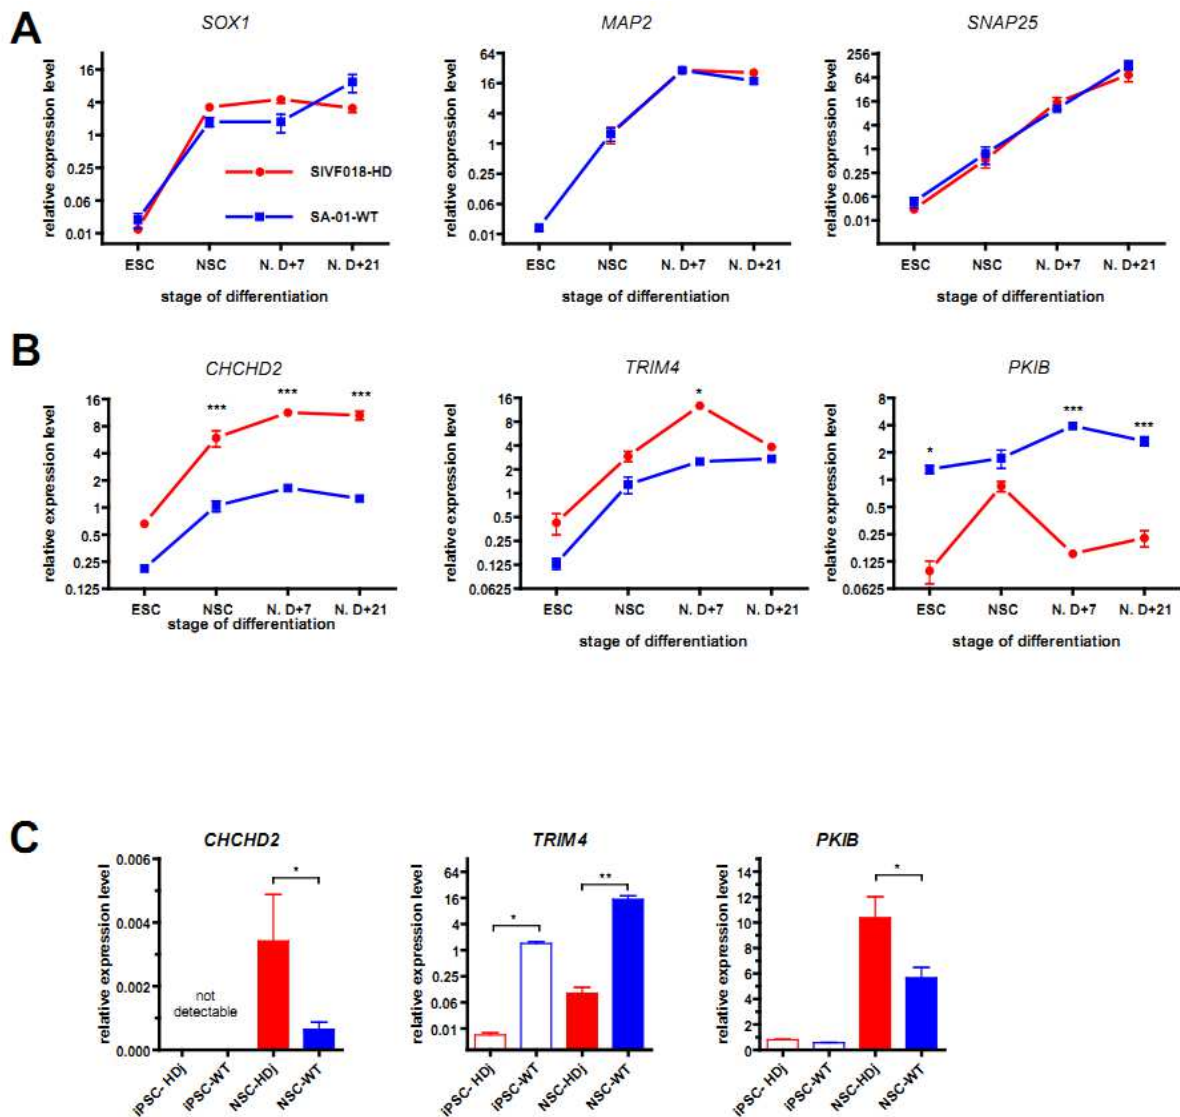 A
SOX1
MAP2
SNAP25
relative expression level
16
4
1
0.25
0.06
0.01
SIVF018-HD
SA-01-WT
ESC
NSC
N. D+7
N. D+21
stage of differentiation
relative expression level
64
16
4
1
0.25
0.06
0.01
ESC
NSC
N. D+7
N. D+21
stage of differentiation
relative expression level
256
64
16
4
1
0.25
0.06
0.01
ESC
NSC
N. D+7
N. D+21
stage of differentiation
B
CHCHD2
TRIM4
PKIB
relative expression level
16
8
4
2
1
0.5
0.25
0.125
***
***
***
ESC
NSC
N. D+7
N. D+21
stage of differentiation
relative expression level
16
8
4
2
1
0.5
0.25
0.125
0.0625
*
ESC
NSC
N. D+7
N. D+21
stage of differentiation
relative expression level
8
4
2
1
0.5
0.25
0.125
0.0625
*
***
***
ESC
NSC
N. D+7
N. D+21
stage of differentiation
C
CHCHD2
TRIM4
PKIB
relative expression level
0.006
0.004
0.002
0.000
not
detectable
*
iPSC- HDj
iPSC-WT
NSC-HDj
NSC-WT
relative expression level
64
16
4
1
0.25
0.06
0.01
*
**
iPSC- HDj
iPSC-WT
NSC-HDj
NSC-WT
relative expression level
14
12
10
8
6
4
2
0
*
iPSC- HDj
iPSC-WT
NSC-HDj
NSC-WT